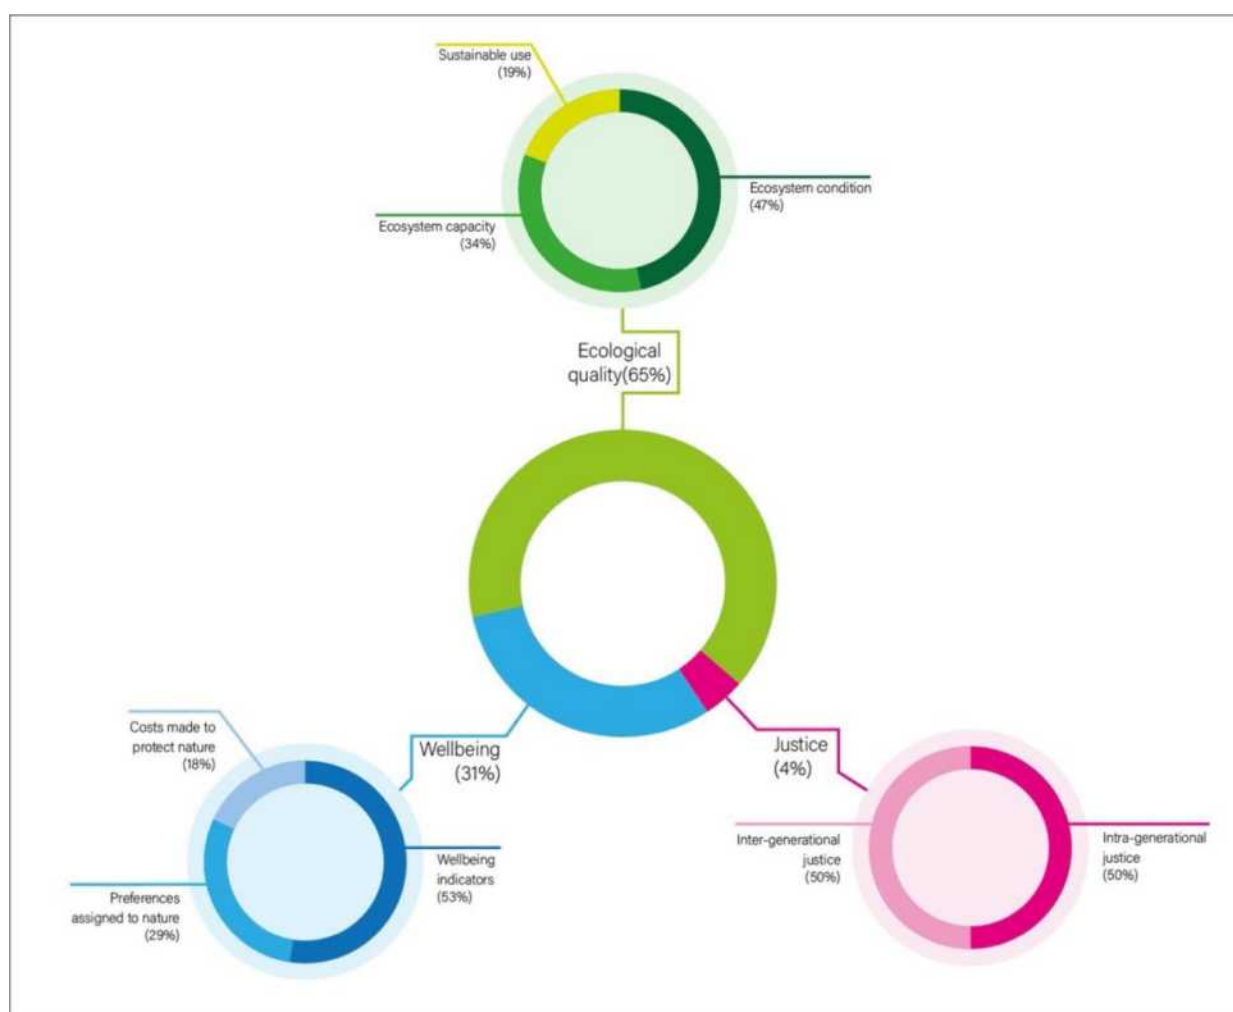 Sustainable use
(19%)
Ecosystem condition
(47%)
Ecosystem capacity
(34%)
Ecological
quality(65%)
Costs made to
protect nature
(18%)
Wellbeing
(31%)
Wellbeing
indicators
(53%)
Preferences
assigned to nature
(29%)
Justice
(4%)
Inter-generational
justice
(50%)
Intra-generational
justice
(50%)